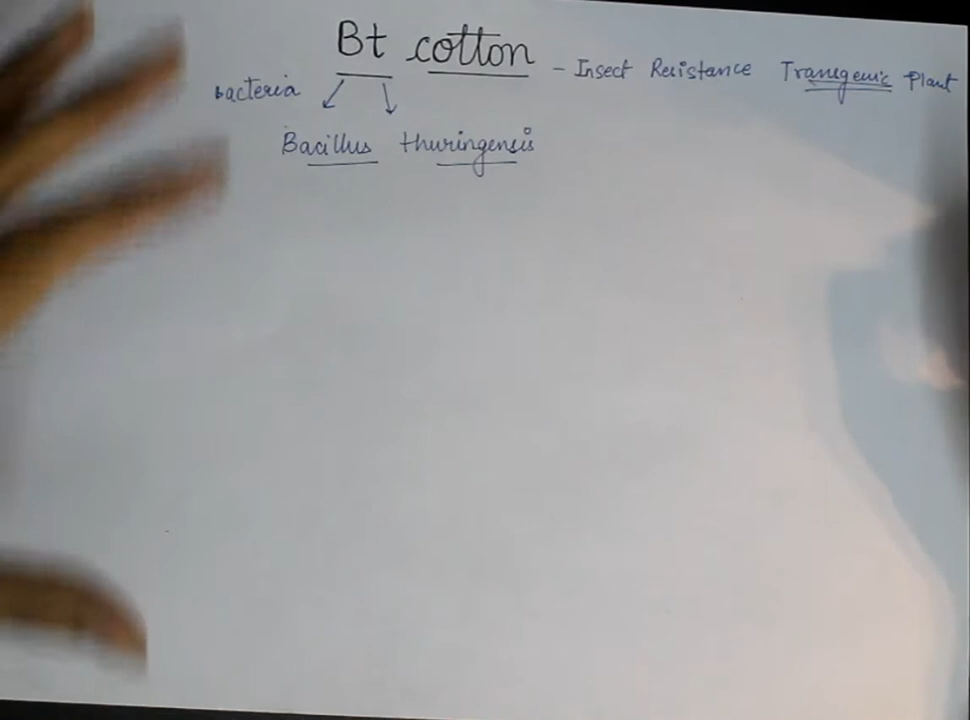 Bt cotton - Insect Resistance Transgenic Plant
bacteria
Bacillus thuringensis